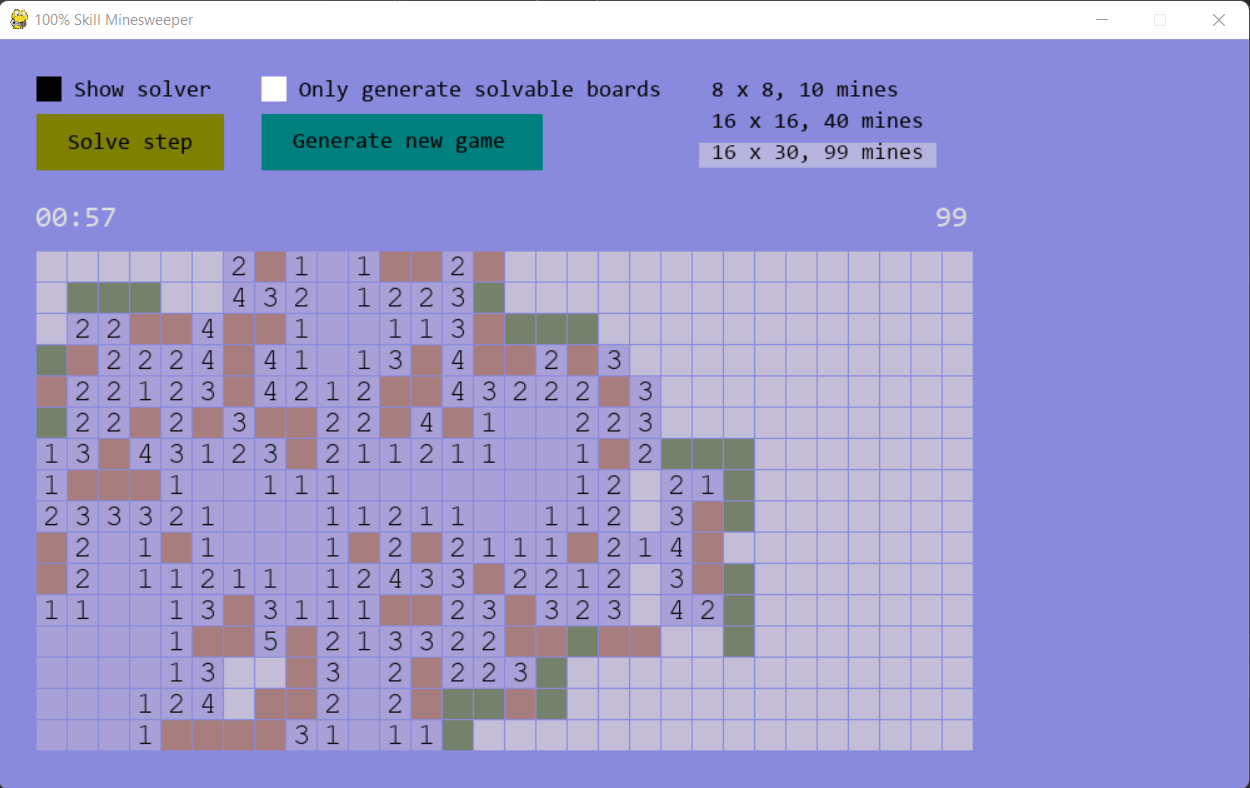 100% Skill Minesweeper
Show solver Only generate solvable boards 8 x 8, 10 mines
16 x 16, 40 mines
Solve step Generate new game 16 x 30, 99 mines
00:57 99
2 1 1 2
4 3 2 1 2 2 3
2 2 4 1 1 1 3
2 2 2 4 4 1 1 3 4 2 3
2 2 1 2 3 4 2 1 2 4 3 2 2 2 3
2 2 2 3 2 2 4 1 2 2 3
1 3 4 3 1 2 3 2 1 1 2 1 1 1 2
1 1 1 1 1 1 2 2 1
2 3 3 3 2 1 1 1 2 1 1 1 1 2 3
2 1 1 1 2 2 1 1 1 2 1 4
2 1 1 2 1 1 1 2 4 3 3 2 2 1 2 3
1 1 1 3 3 1 1 1 2 3 3 2 3 4 2
1 5 2 1 3 3 2 2
1 3 3 2 2 2 3
1 2 4 2 2
1 3 1 1 1